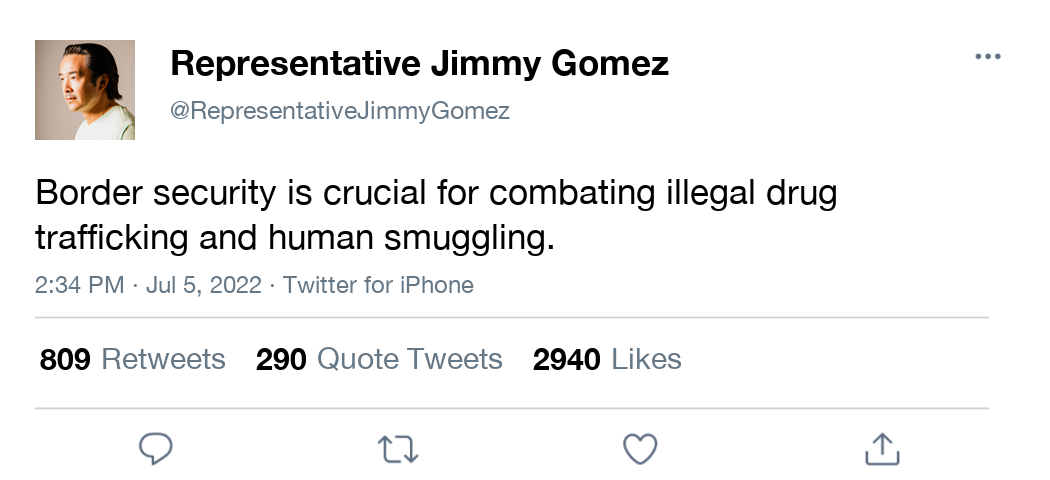 Representative Jimmy Gomez
@RepresentativeJimmyGomez
Border security is crucial for combating illegal drug
trafficking and human smuggling.
2:34 PM · Jul 5, 2022 · Twitter for iPhone
809 Retweets 290 Quote Tweets 2940 Likes